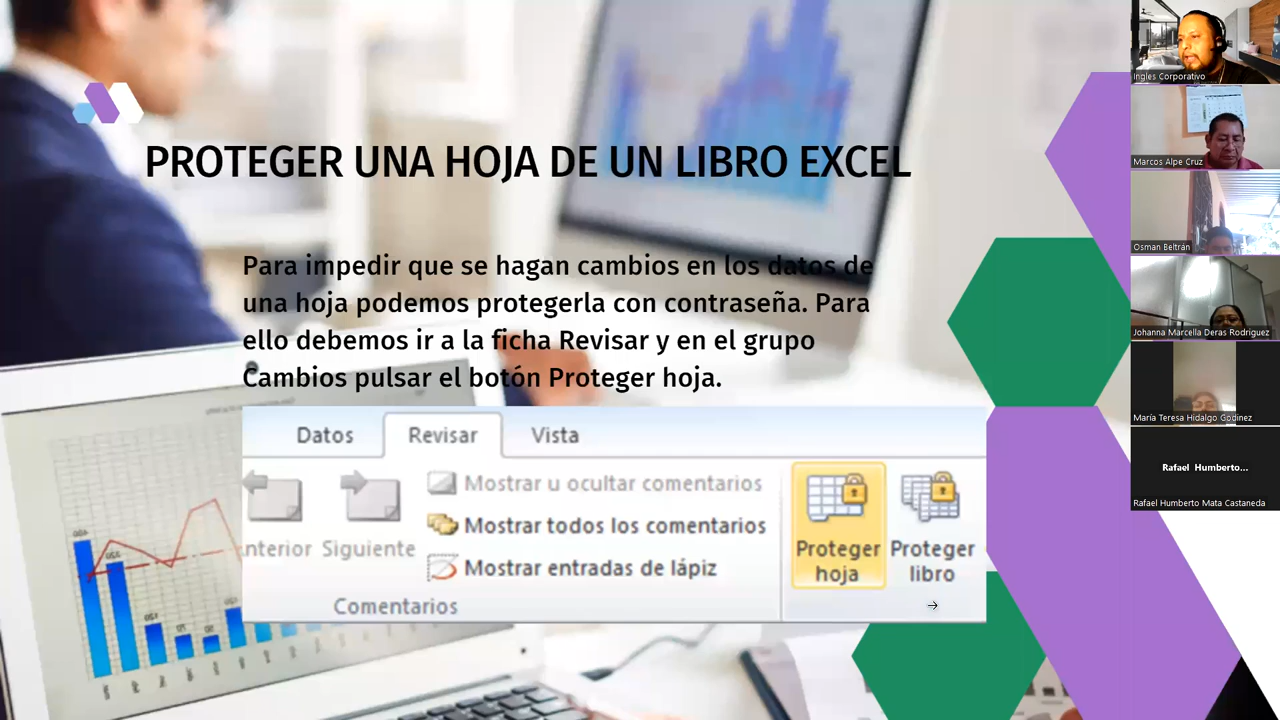 PROTEGER UNA HOJA DE UN LIBRO EXCEL
Para impedir que se hagan cambios en los datos de
una hoja podemos protegerla con contraseña. Para
ello debemos ir a la ficha Revisar y en el grupo
Cambios pulsar el botón Proteger hoja.
Datos
Revisar
Vista
nterior
Siguiente
Mostrar u ocultar comentarios
Mostrar todos los comentarios
Mostrar entradas de lápiz
Comentarios
Proteger
hoja
Proteger
libro
Ingles Corporativo
Marcos Alpe Cruz
Osman Beltrán
Johanna Marcella Deras Rodriguez
María Teresa Hidalgo Godinez
Rafael Humberto...
Rafael Humberto Mata Castaneda